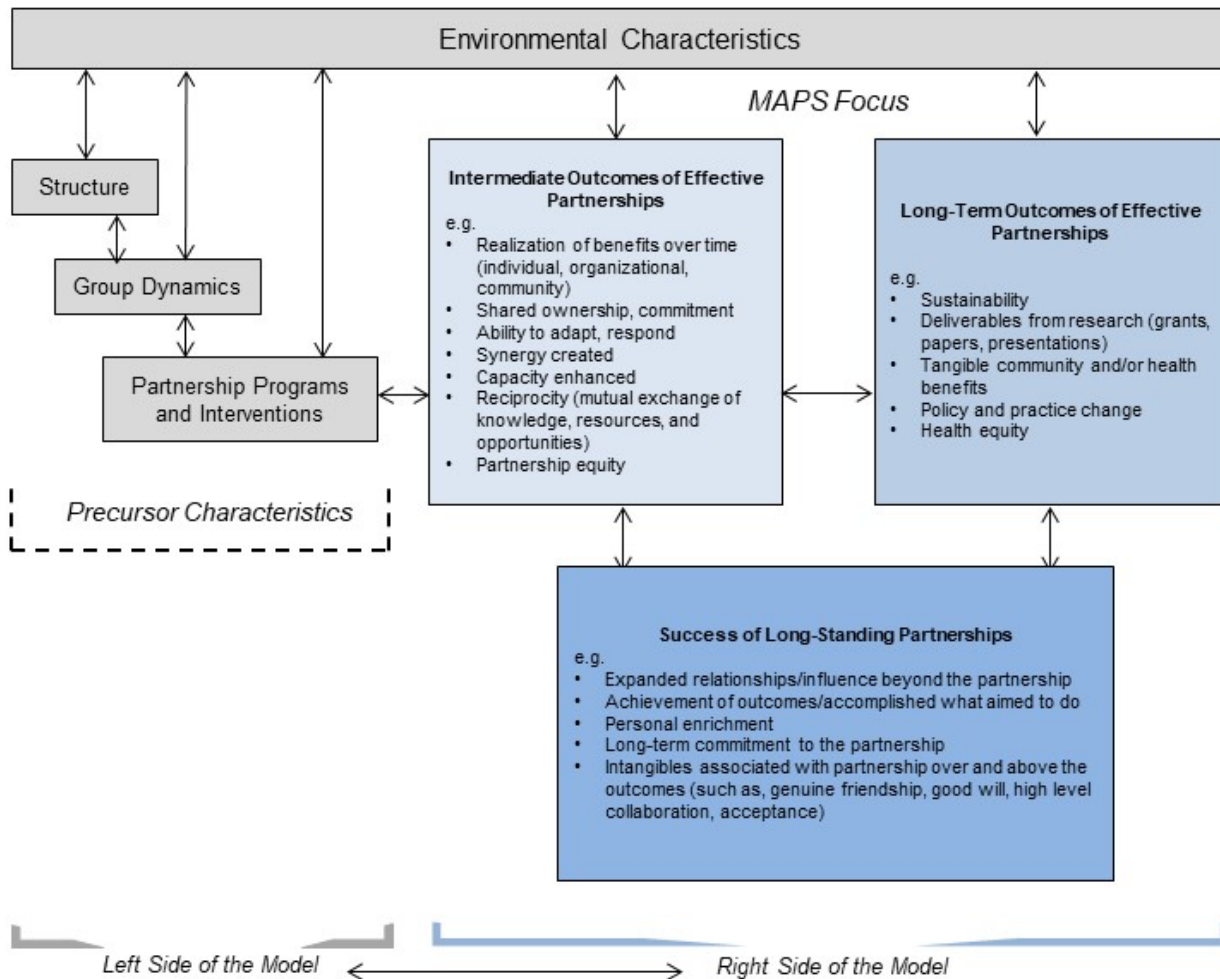 Environmental Characteristics
MAPS Focus
Structure
Group Dynamics
Partnership Programs
and Interventions
Precursor Characteristics
Intermediate Outcomes of Effective
Partnerships
e.g.
• Realization of benefits over time
(individual, organizational,
community)
• Shared ownership, commitment
• Ability to adapt, respond
• Synergy created
• Capacity enhanced
• Reciprocity (mutual exchange of
knowledge, resources, and
opportunities)
• Partnership equity
Long-Term Outcomes of Effective
Partnerships
e.g.
• Sustainability
• Deliverables from research (grants,
papers, presentations)
• Tangible community and/or health
benefits
• Policy and practice change
• Health equity
Success of Long-Standing Partnerships
e.g.
• Expanded relationships/influence beyond the partnership
• Achievement of outcomes/accomplished what aimed to do
• Personal enrichment
• Long-term commitment to the partnership
• Intangibles associated with partnership over and above the
outcomes (such as, genuine friendship, good will, high level
collaboration, acceptance)
Left Side of the Model
Right Side of the Model